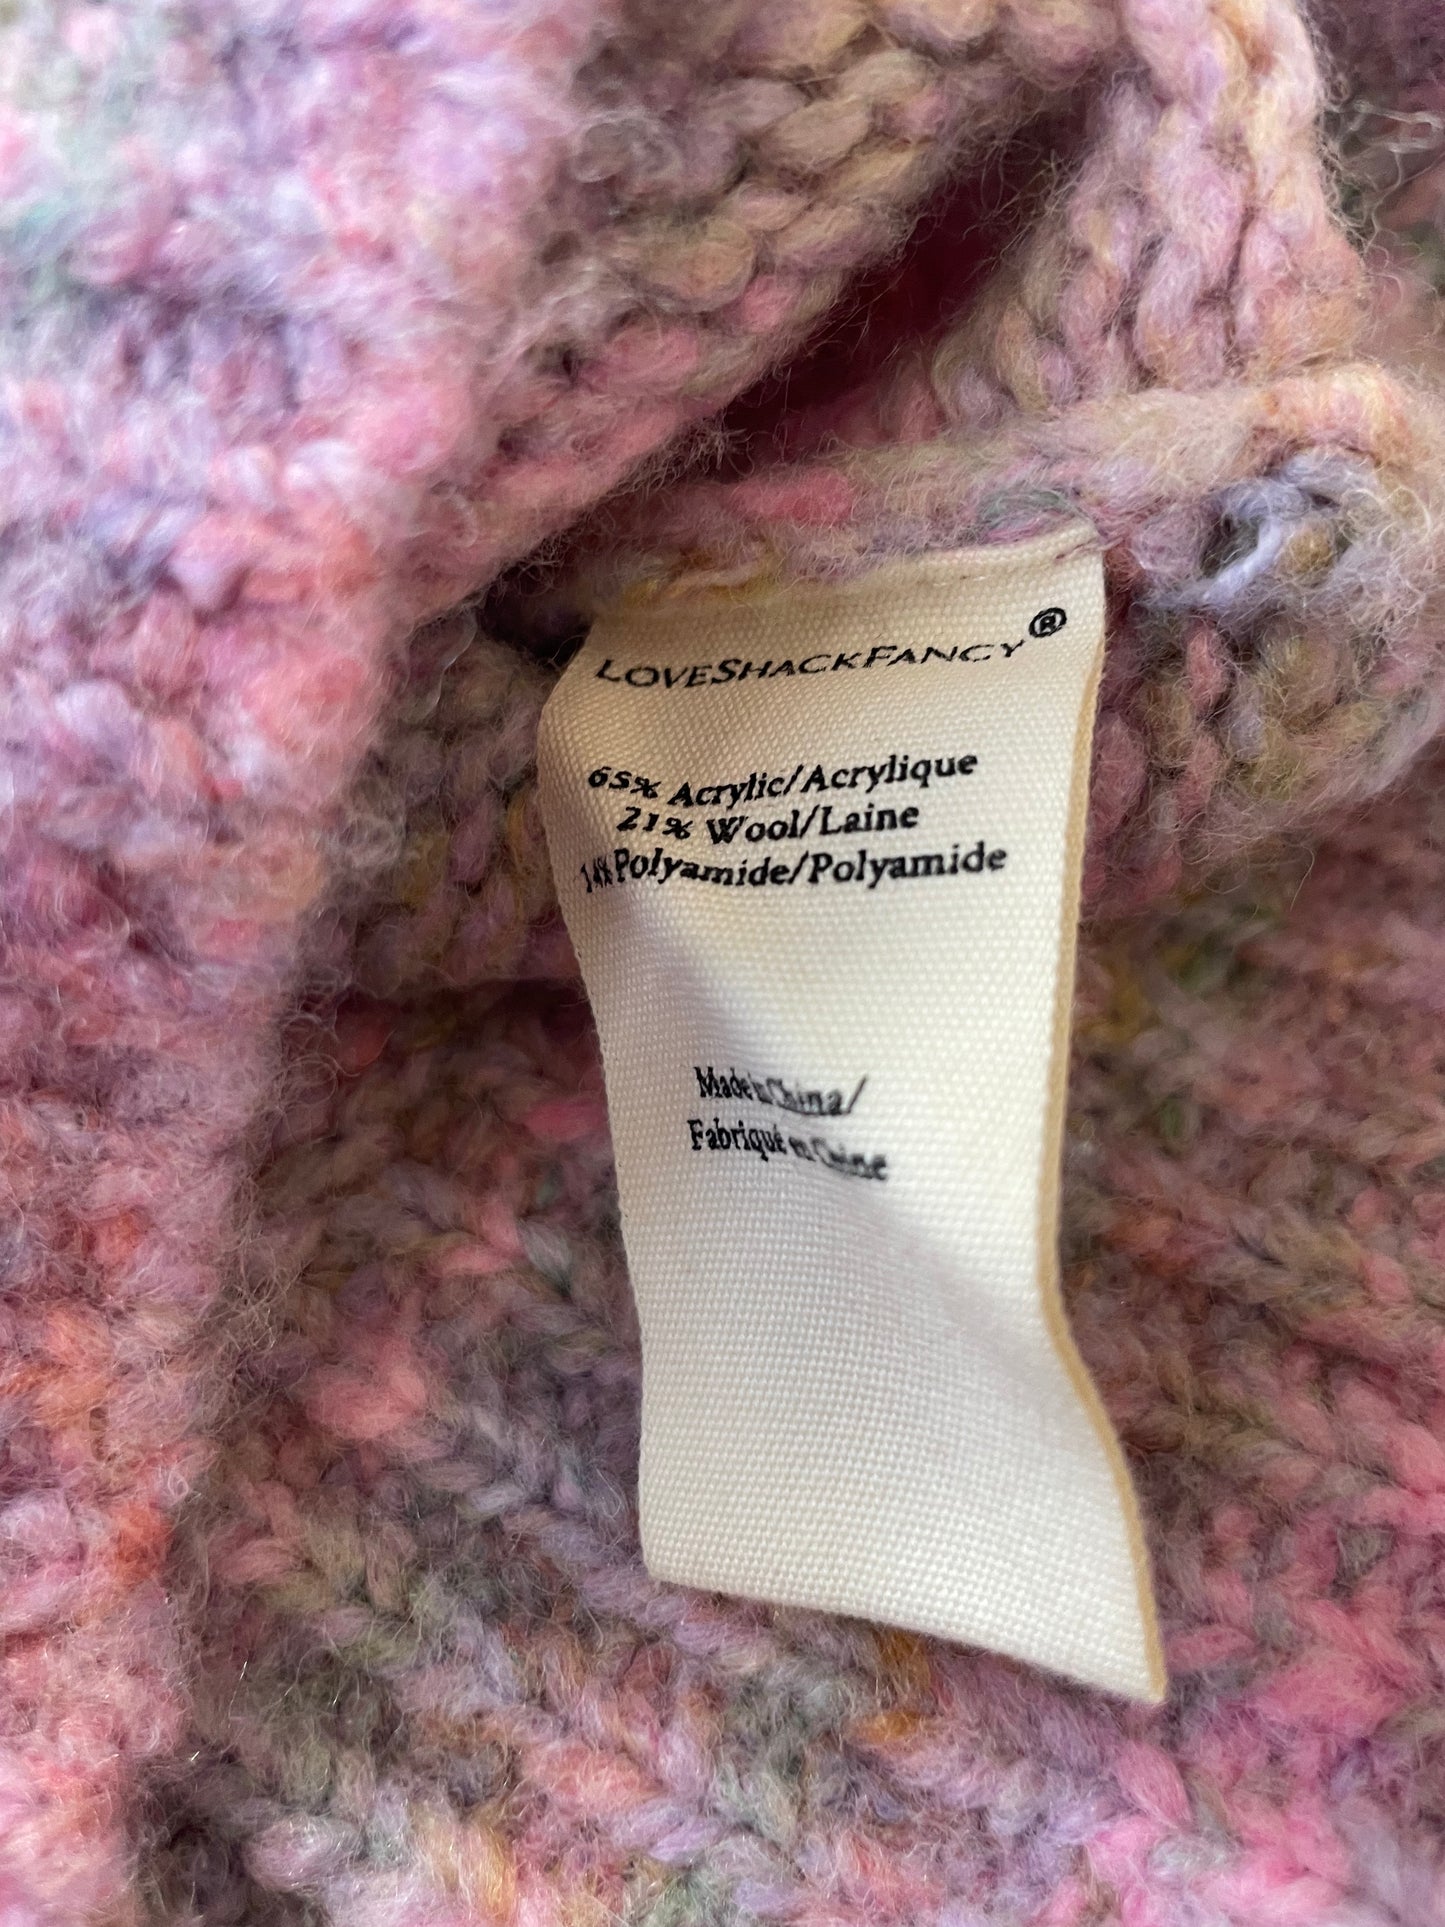 LOVESHACKFANCY®
65% Acrylic/Acrylique
21% Wool/Laine
14% Polyamide/Polyamide
Made in China/
Fabriqué en Chine